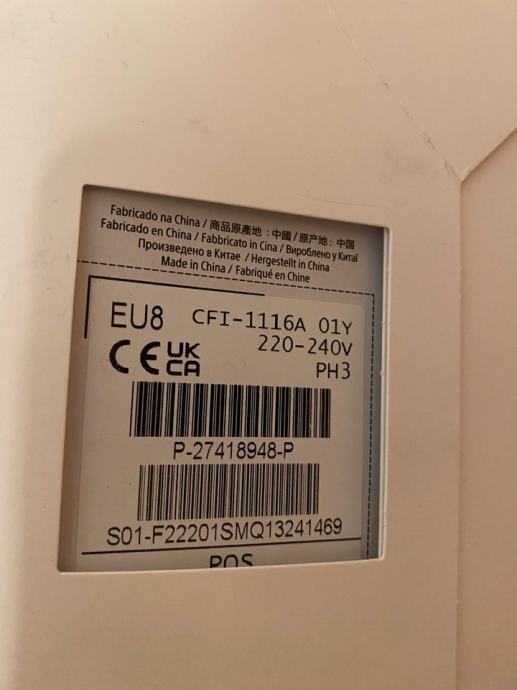 Fabricado na China / 商品原產地：中國 / 原产地：中国
Fabricado en China / Fabbricato in Cina / Вироблено у Китаї
Произведено в Китае / Hergestellt in China
Made in China / Fabriqué en Chine
EU8 CFI-1116A 01Y
CE UK CA 220-240V
PH3
P-27418948-P
S01-F22201SMQ13241469
POS